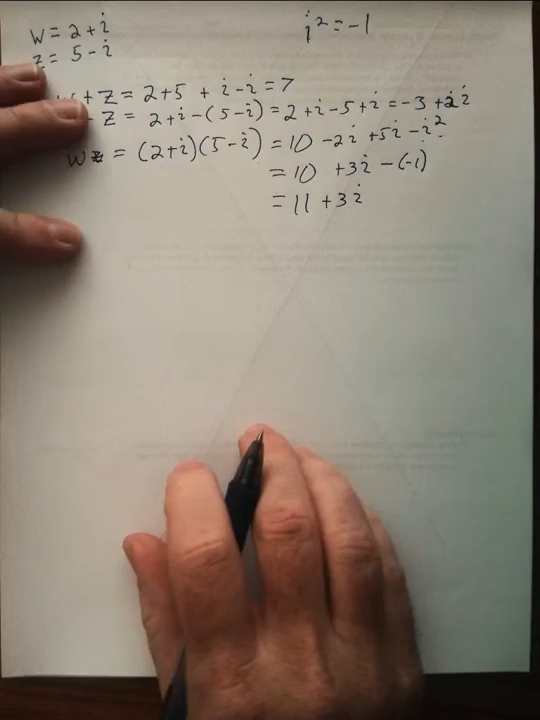 w = 2 + i
i² = -1
z = 5 - i
+ z = 2 + 5 + i - i = 7
- z = 2 + i - (5 - i) = 2 + i - 5 + i = -3 + 2i
wz = (2 + i)(5 - i) = 10 - 2i + 5i - i²
= 10 + 3i - (-1)
= 11 + 3i